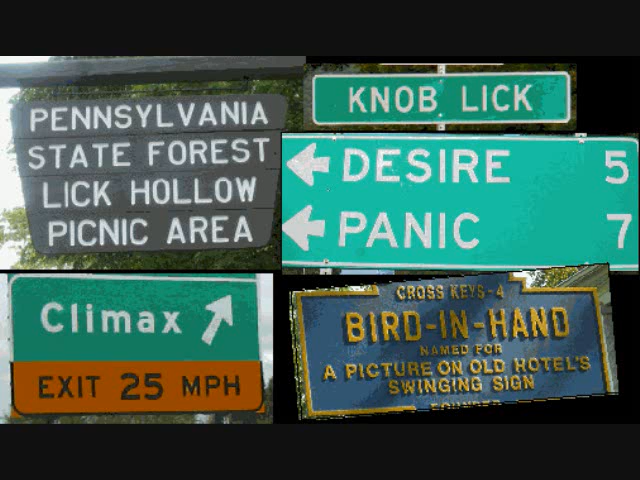 PENNSYLVANIA
STATE FOREST
LICK HOLLOW
PICNIC AREA
KNOB LICK
DESIRE 5
PANIC 7
Climax
EXIT 25 MPH
CROSS KEYS-4
BIRD-IN-HAND
NAMED FOR
A PICTURE ON OLD HOTEL'S
SWINGING SIGN
FOUNDED